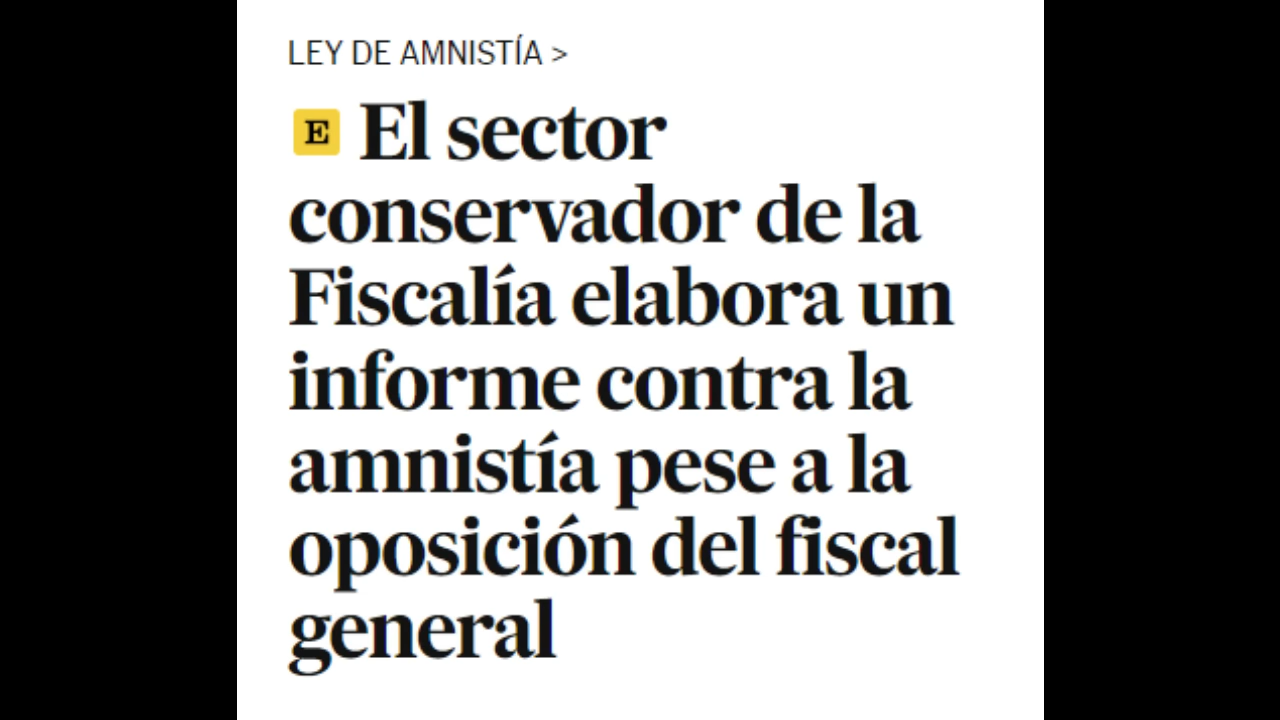 LEY DE AMNISTÍA >
E El sector
conservador de la
Fiscalía elabora un
informe contra la
amnistía pese a la
oposición del fiscal
general